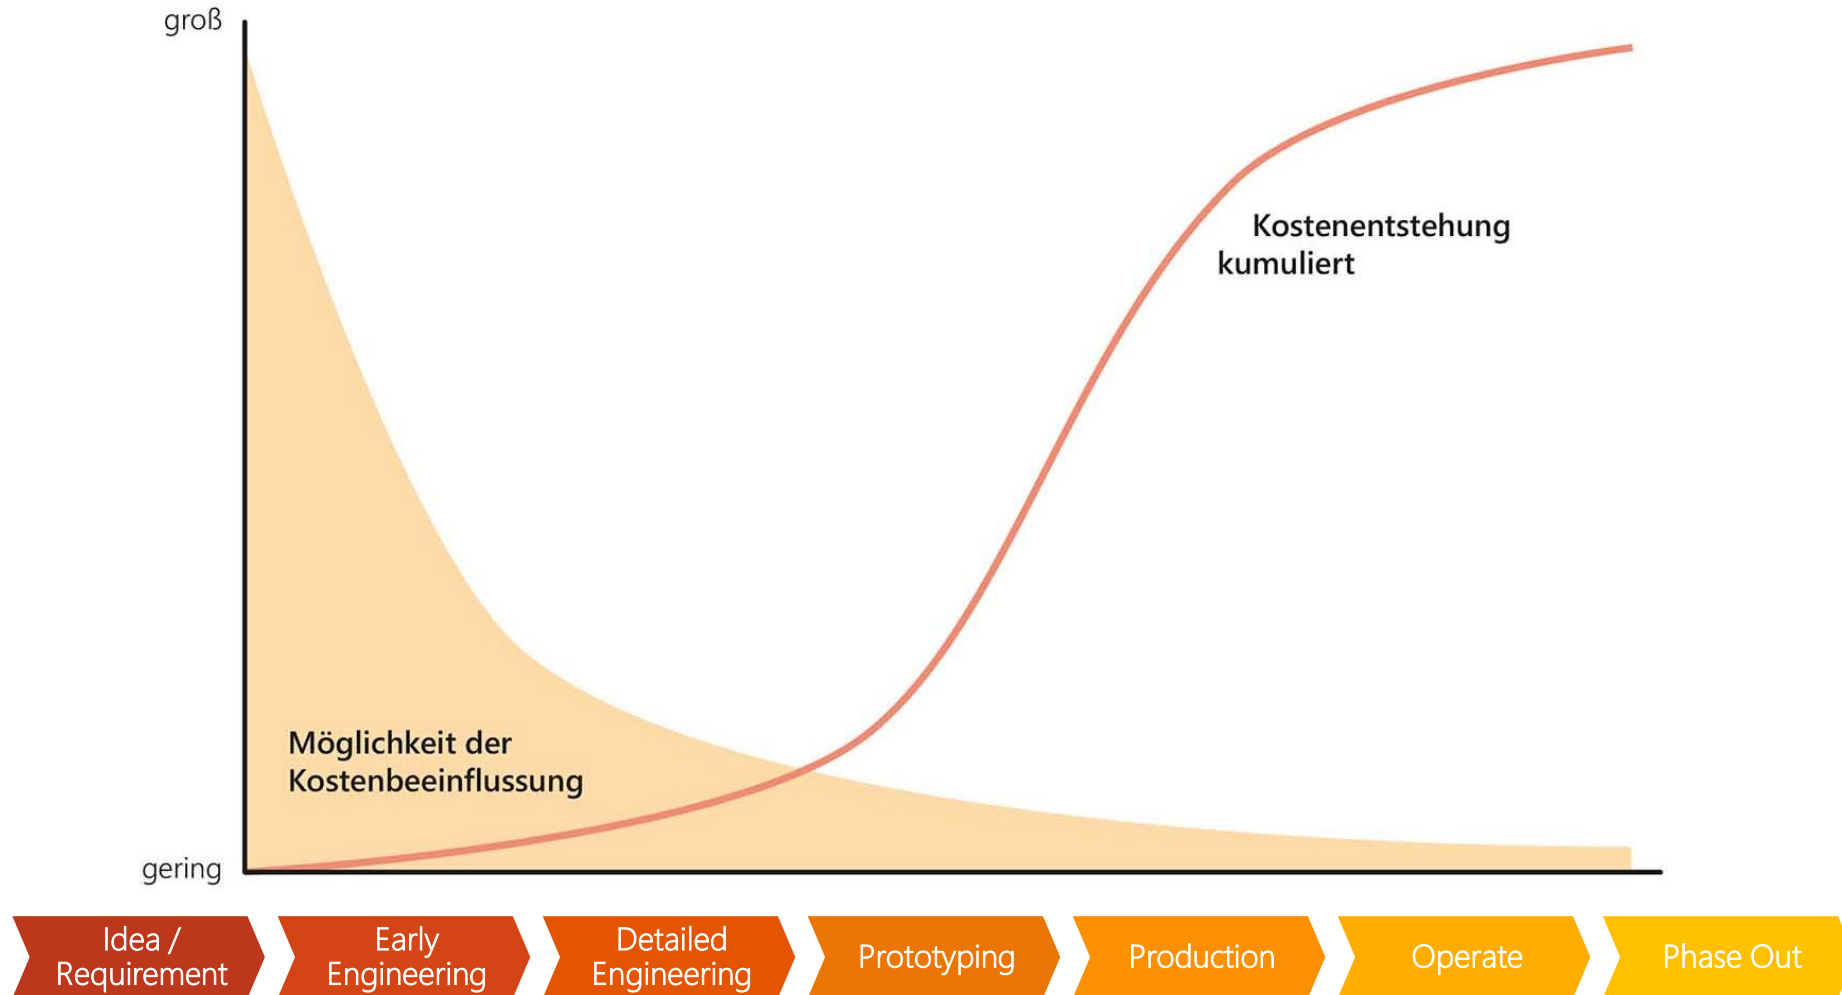 groß
Kostenentstehung
kumuliert
Möglichkeit der
Kostenbeeinflussung
gering
Idea /
Requirement
Early
Engineering
Detailed
Engineering
Prototyping
Production
Operate
Phase Out